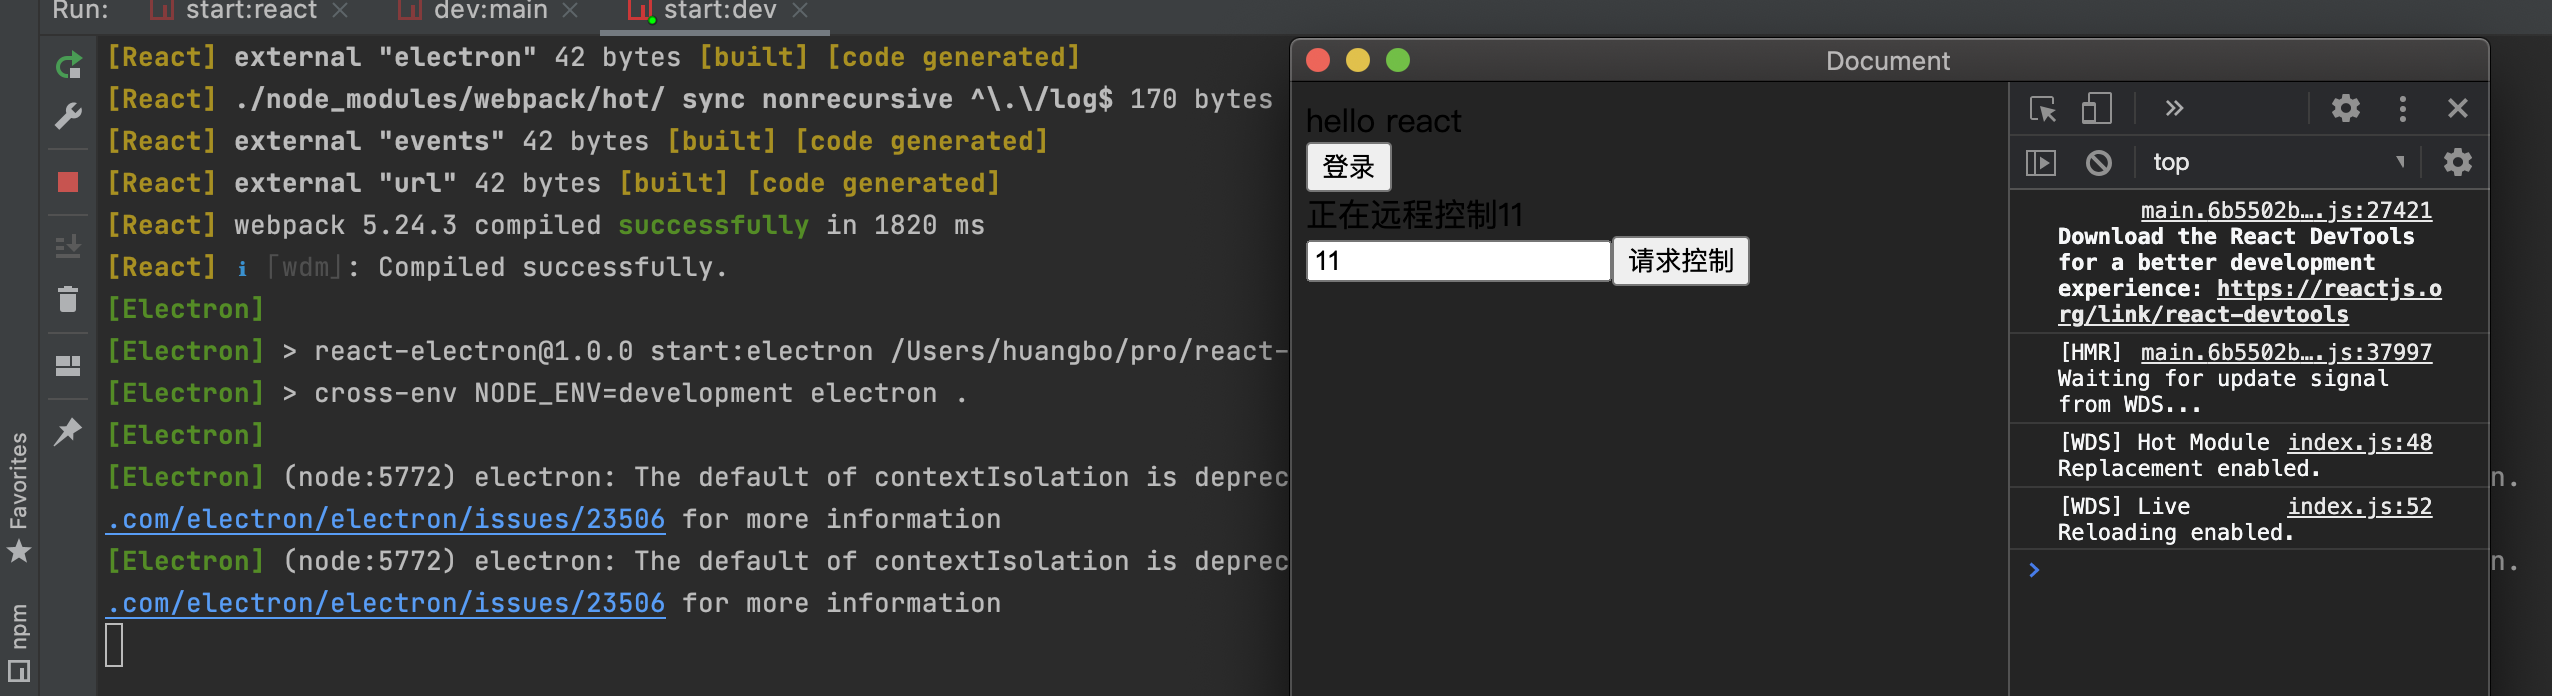 Run: start:react dev:main start:dev
[React] external "electron" 42 bytes [built] [code generated]
[React] ./node_modules/webpack/hot/ sync nonrecursive ^\.\/log$ 170 bytes
[React] external "events" 42 bytes [built] [code generated]
[React] external "url" 42 bytes [built] [code generated]
[React] webpack 5.24.3 compiled successfully in 1820 ms
[React] ℹ ｢wdm｣: Compiled successfully.
[Electron]
[Electron] > react-electron@1.0.0 start:electron /Users/huangbo/pro/react-
[Electron] > cross-env NODE_ENV=development electron .
[Electron]
[Electron] (node:5772) electron: The default of contextIsolation is deprec
n.
.com/electron/electron/issues/23506 for more information
[Electron] (node:5772) electron: The default of contextIsolation is deprec
n.
.com/electron/electron/issues/23506 for more information
Favorites
npm
Document
hello react
登录
正在远程控制11
11 请求控制
top
main.6b5502b….js:27421
Download the React DevTools
for a better development
experience: https://reactjs.o
rg/link/react-devtools
[HMR] main.6b5502b….js:37997
Waiting for update signal
from WDS...
[WDS] Hot Module index.js:48
Replacement enabled.
[WDS] Live index.js:52
Reloading enabled.